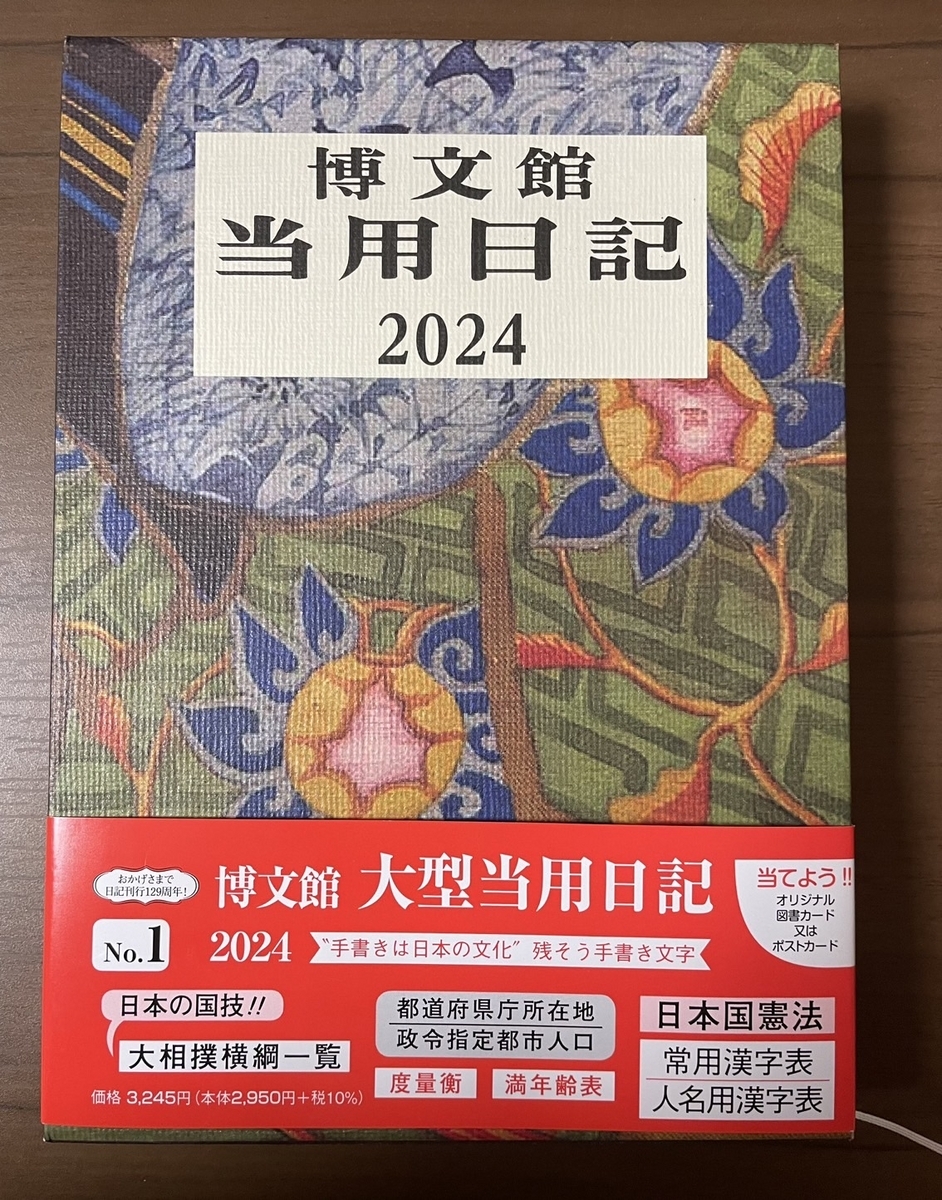 博文館
当用日記
2024
おかげさまで
日記刊行129周年!
博文館 大型当用日記
当てよう!!
オリジナル
図書カード
又は
ポストカード
No.1
2024 “手書きは日本の文化” 残そう手書き文字
日本の国技!!
大相撲横綱一覧
都道府県庁所在地
政令指定都市人口
度量衡
満年齢表
日本国憲法
常用漢字表
人名用漢字表
価格 3,245円(本体2,950円+税10%)